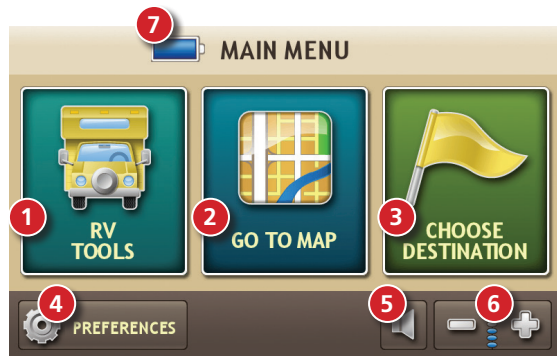 7
MAIN MENU
1
RV
TOOLS
2
GO TO MAP
3
CHOOSE
DESTINATION
4
PREFERENCES
5
6